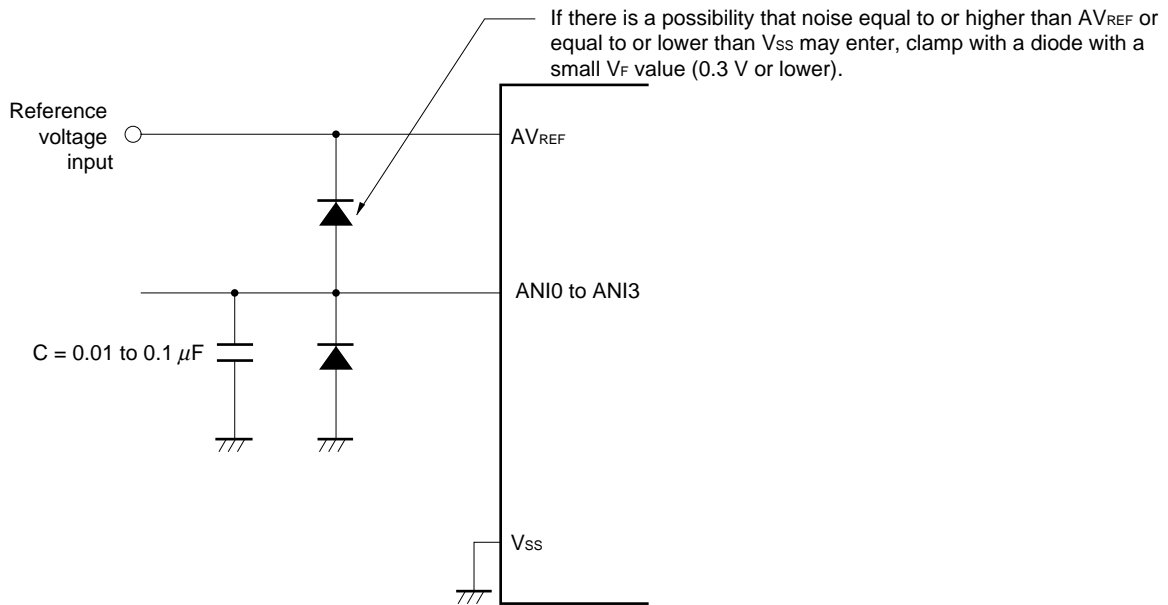 If there is a possibility that noise equal to or higher than AVREF or
equal to or lower than VSS may enter, clamp with a diode with a
small VF value (0.3 V or lower).
Reference
voltage
input
AVREF
ANI0 to ANI3
C = 0.01 to 0.1 μF
VSS